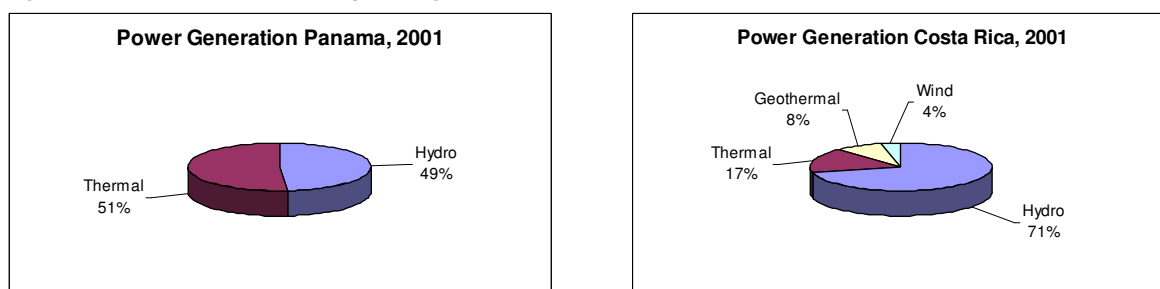 Power Generation Panama, 2001
Hydro
49%
Thermal
51%
Power Generation Costa Rica, 2001
Wind
4%
Geothermal
8%
Thermal
17%
Hydro
71%